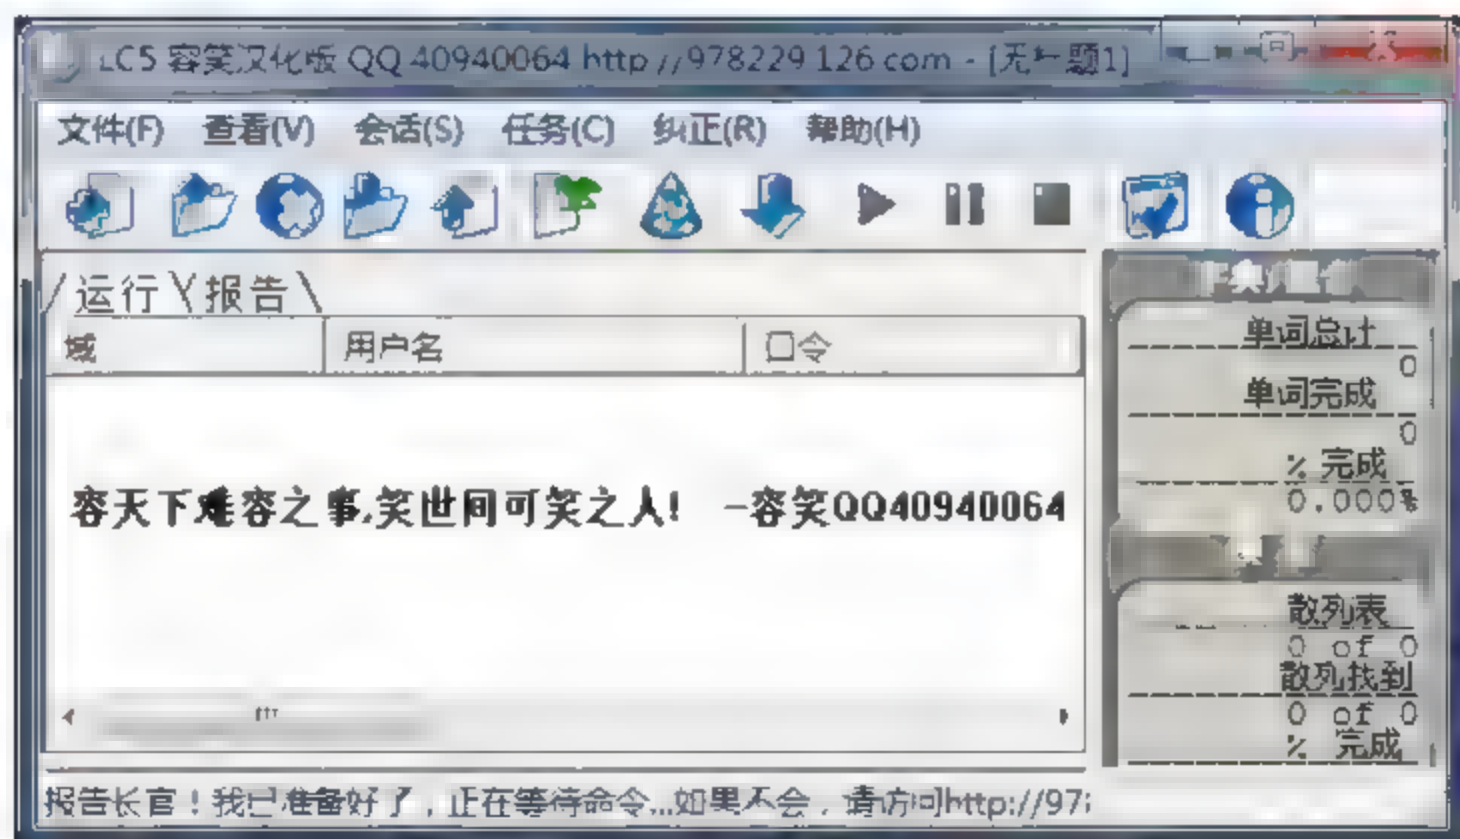 LC5 容笑汉化版 QQ 40940064 http //978229 126 com - [无标题1]
文件(F) 查看(V) 会话(S) 任务(C) 纠正(R) 帮助(H)
运行 报告
域 用户名 口令
单词总计
0
单词完成
0
% 完成
0.000%
容天下难容之事,笑世间可笑之人! -容笑QQ40940064
散列表
0 of 0
散列找到
0 of 0
% 完成
报告长官！我已准备好了，正在等待命令...如果不会，请访问http://97